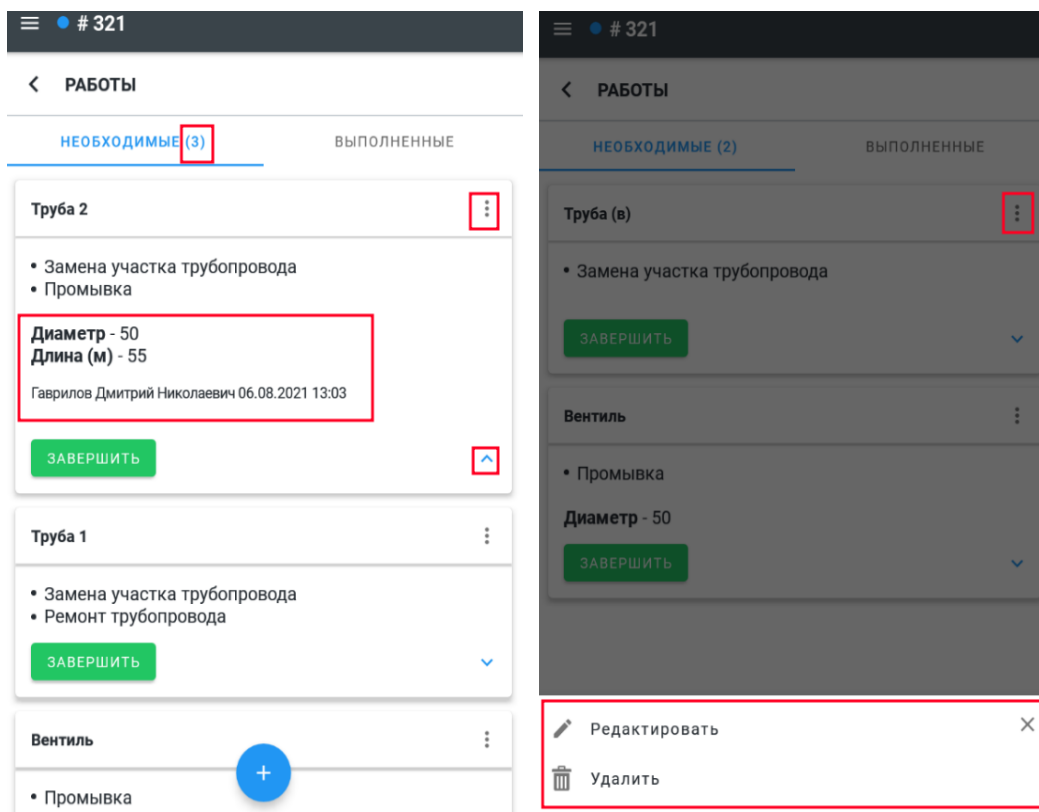 # 321
РАБОТЫ
НЕОБХОДИМЫЕ (3)
ВЫПОЛНЕННЫЕ
Труба 2
• Замена участка трубопровода
• Промывка
Диаметр - 50
Длина (м) - 55
Гаврилов Дмитрий Николаевич 06.08.2021 13:03
ЗАВЕРШИТЬ
Труба 1
• Замена участка трубопровода
• Ремонт трубопровода
ЗАВЕРШИТЬ
Вентиль
• Промывка
# 321
РАБОТЫ
НЕОБХОДИМЫЕ (2)
ВЫПОЛНЕННЫЕ
Труба (в)
• Замена участка трубопровода
ЗАВЕРШИТЬ
Вентиль
• Промывка
Диаметр - 50
ЗАВЕРШИТЬ
Редактировать
Удалить